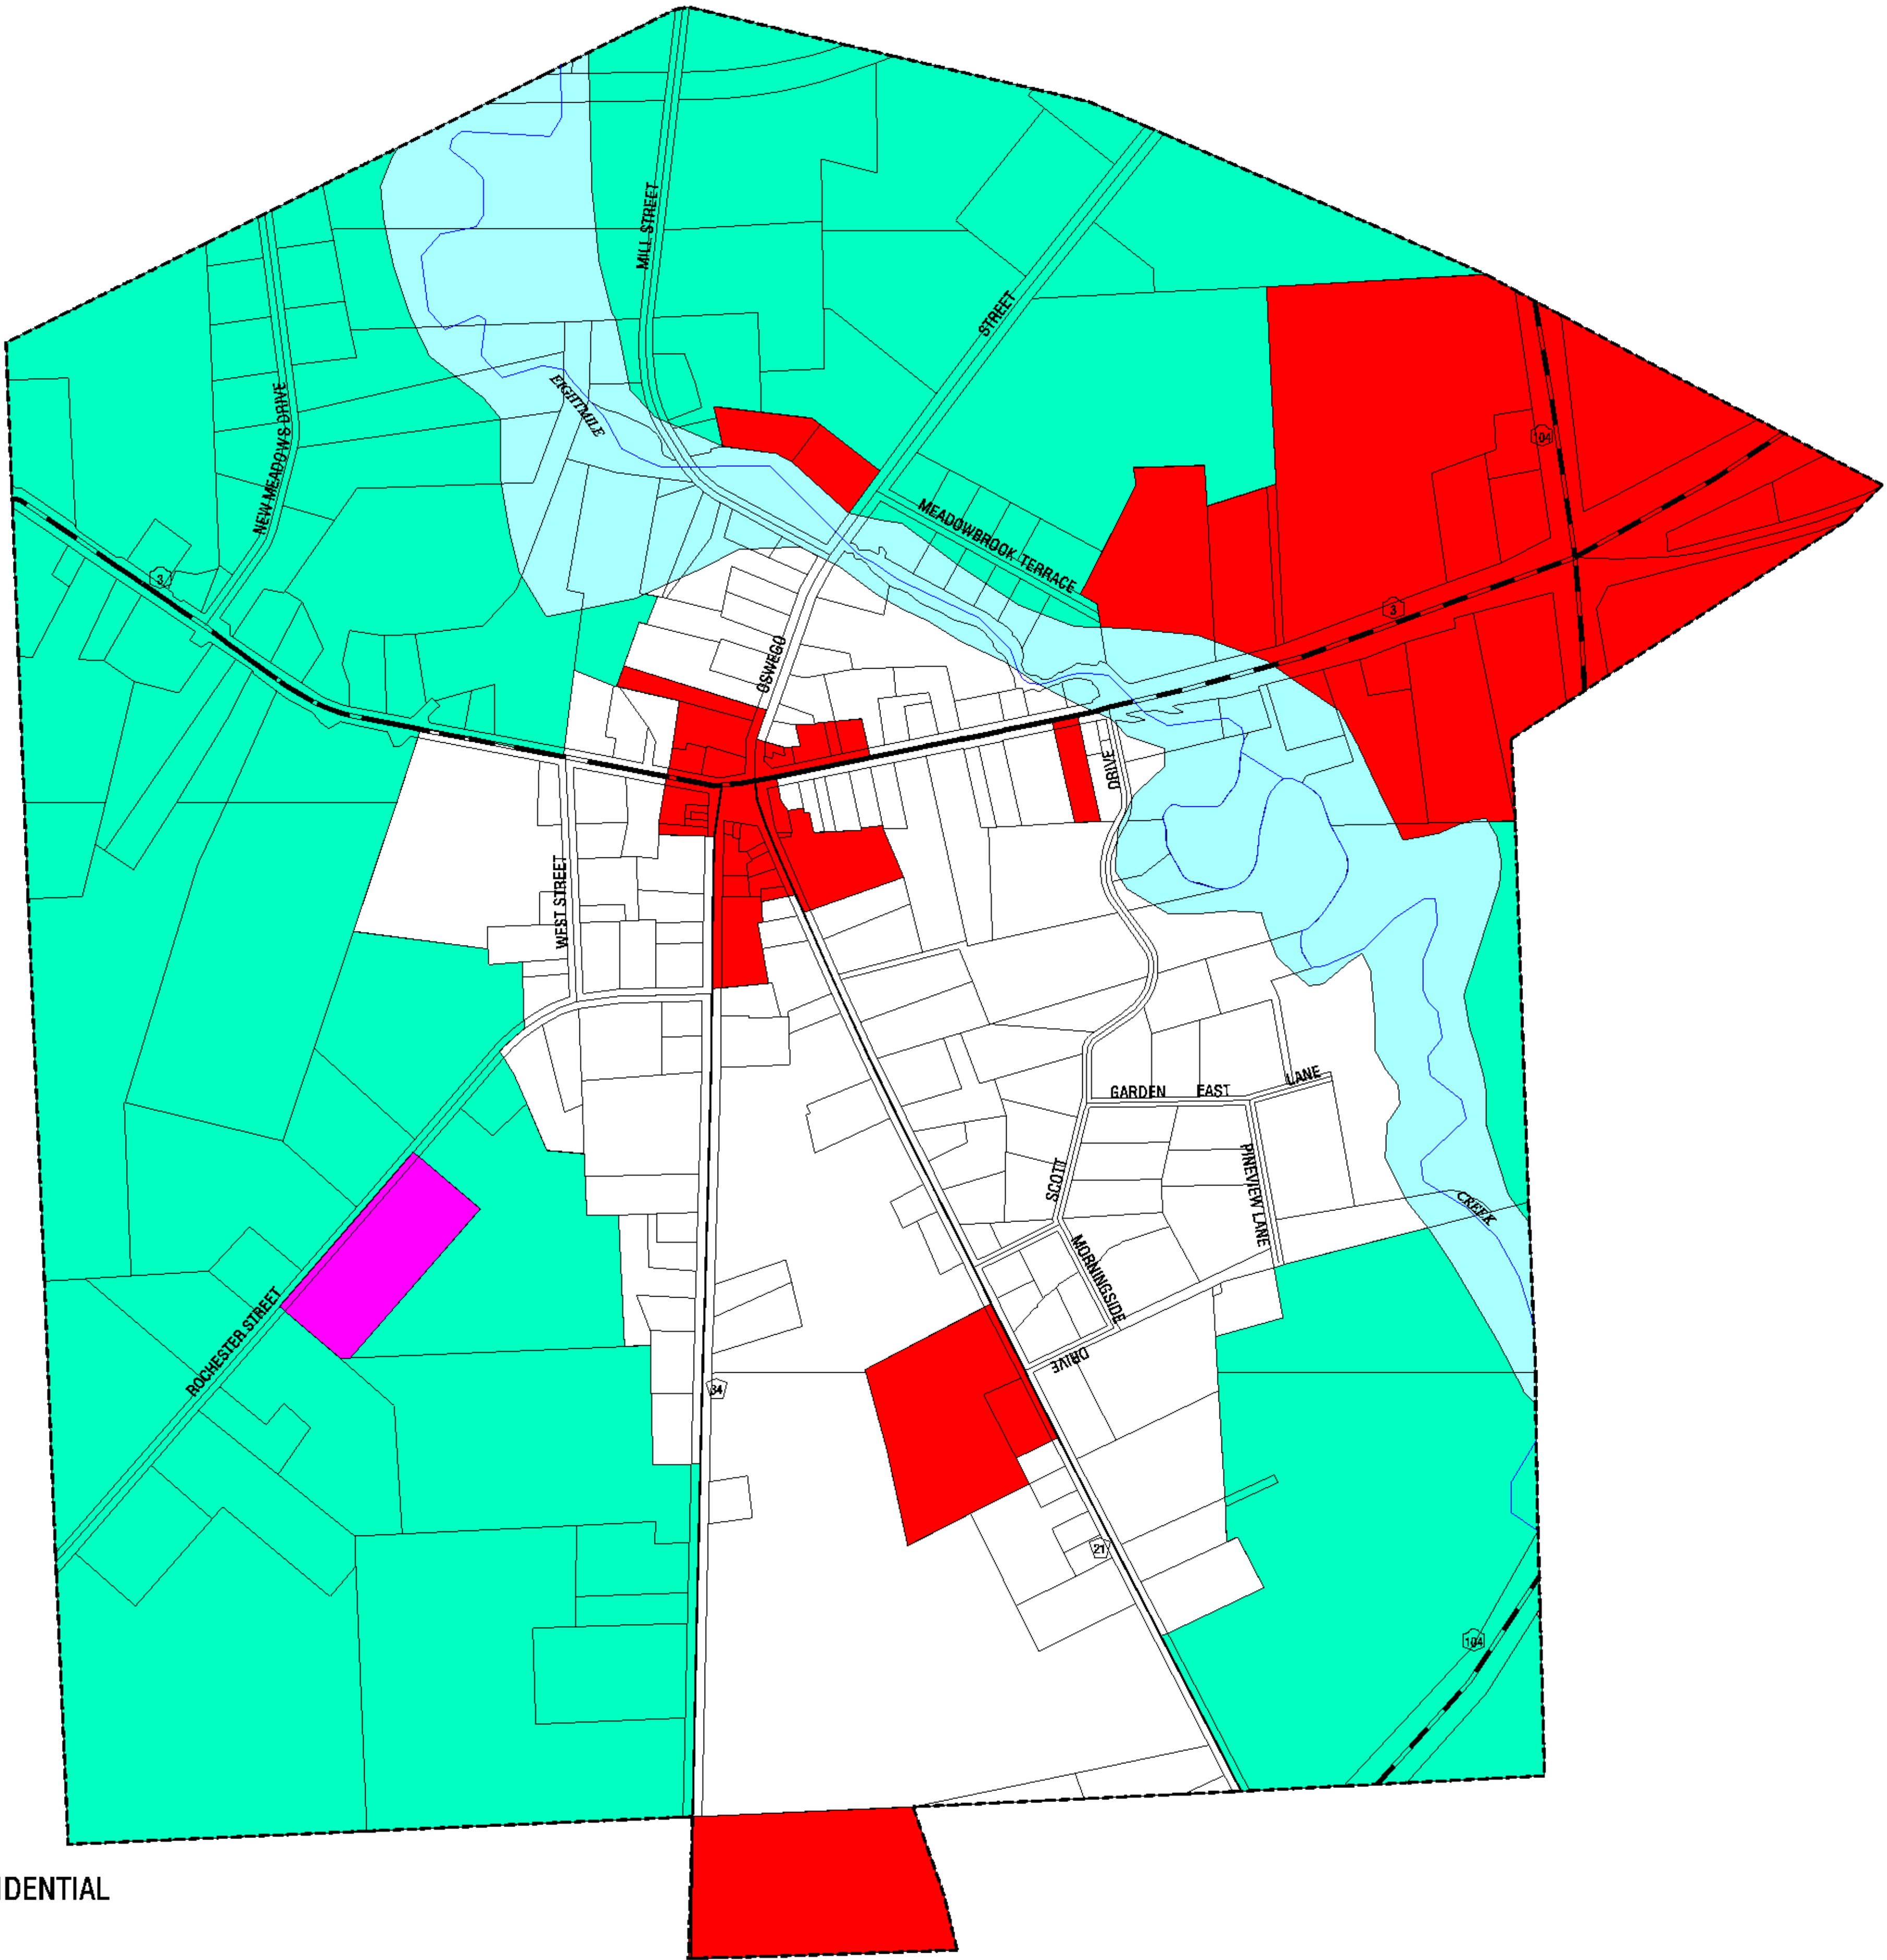 MILL STREET
STREET
NEW MEADOWS DRIVE
EIGHTMILE
104
MEADOWBROOK TERRACE
3
3
OSWEGO
DRIVE
WEST STREET
GARDEN EAST LANE
SCOTT
PINEVIEW LANE
CREEK
MORNINGSIDE
ROCHESTER STREET
DRIVE
34
21
104
IDENTIAL